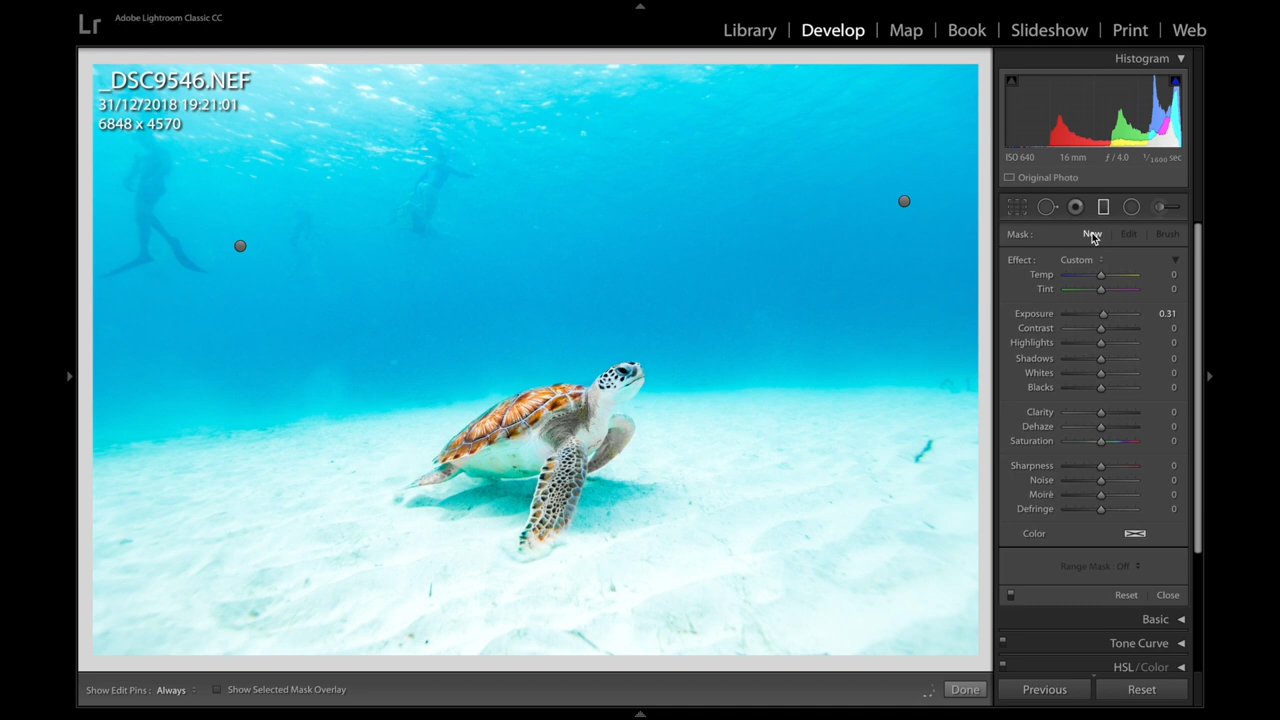 Lr Adobe Lightroom Classic CC
Library | Develop | Map | Book | Slideshow | Print | Web
_DSC9546.NEF
31/12/2018 19:21:01
6848 x 4570
Histogram
ISO 640 16 mm ƒ / 4.0 1/1600 sec
Original Photo
Mask : New | Edit | Brush
Effect : Custom
Temp 0
Tint 0
Exposure 0.31
Contrast 0
Highlights 0
Shadows 0
Whites 0
Blacks 0
Clarity 0
Dehaze 0
Saturation 0
Sharpness 0
Noise 0
Moiré 0
Defringe 0
Color
Range Mask : Off
Reset | Close
Basic
Tone Curve
HSL / Color
Show Edit Pins : Always Show Selected Mask Overlay Done
Previous Reset